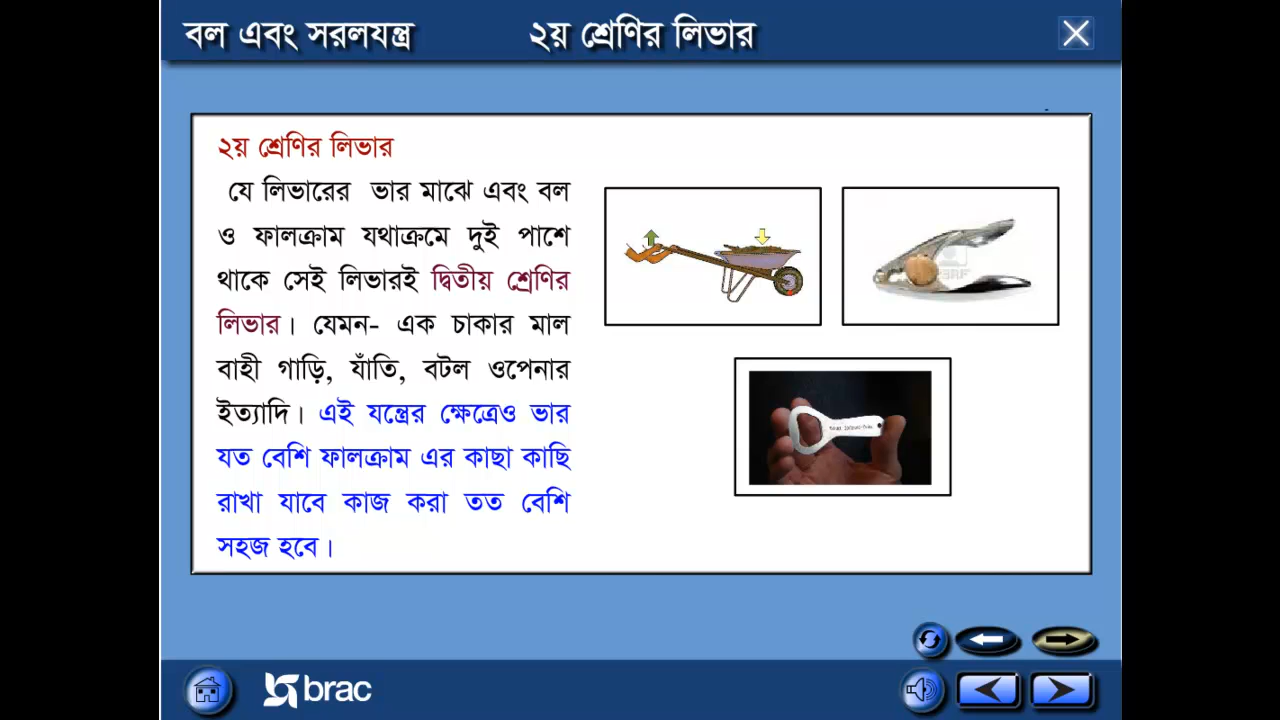 বল এবং সরলযন্ত্র
২য় শ্রেণির লিভার
২য় শ্রেণির লিভার
যে লিভারের ভার মাঝে এবং বল
ও ফালক্রাম যথাক্রমে দুই পাশে
থাকে সেই লিভারই দ্বিতীয় শ্রেণির
লিভার। যেমন- এক চাকার মাল
বাহী গাড়ি, যাঁতি, বটল ওপেনার
ইত্যাদি। এই যন্ত্রের ক্ষেত্রেও ভার
যত বেশি ফালক্রাম এর কাছা কাছি
রাখা যাবে কাজ করা তত বেশি
সহজ হবে।
brac